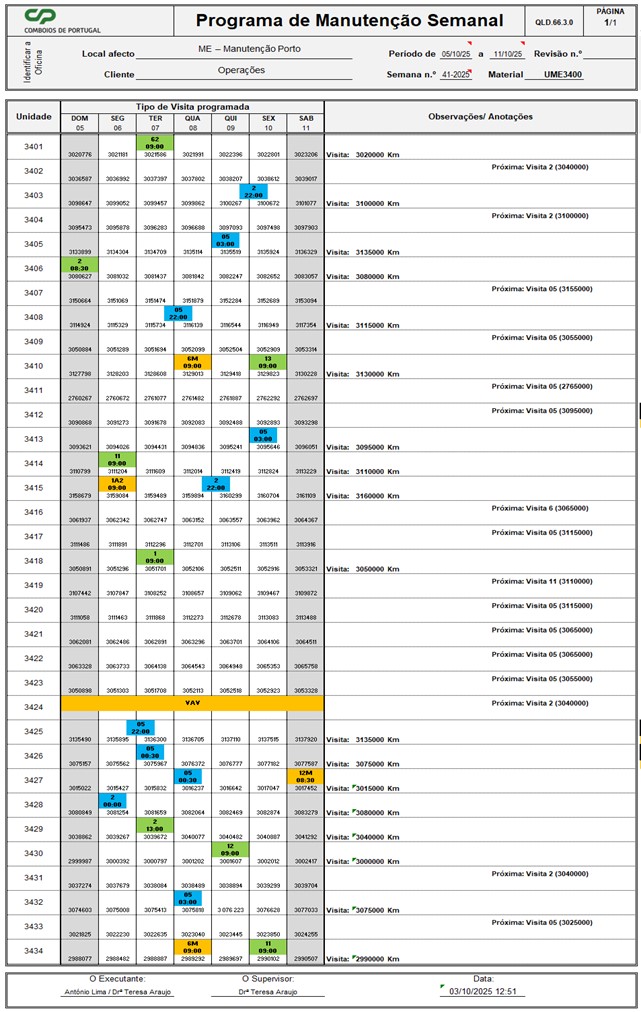 CP
COMBOIOS DE PORTUGAL
Programa de Manutenção Semanal
QLD.66.3.0
PÁGINA
1/1
Identificar a Oficina
Local afecto ME – Manutenção Porto
Período de 05/10/25 a 11/10/25 Revisão n.º
Cliente Operações
Semana n.º 41-2025 Material UME3400
Unidade
Tipo de Visita programada
Observações/ Anotações
DOM SEG TER QUA QUI SEX SAB
05 06 07 08 09 10 11
3401
62
09:00
3020776 3021181 3021586 3021991 3022396 3022801 3023206
Visita: 3020000 Km
3402
Próxima: Visita 2 (3040000)
3036587 3036992 3037397 3037802 3038207 3038612 3039017
3403
2
22:00
3098647 3099052 3099457 3099862 3100267 3100672 3101077
Visita: 3100000 Km
3404
Próxima: Visita 2 (3100000)
3095473 3095878 3096283 3096688 3097093 3097498 3097903
3405
05
03:00
3133899 3134304 3134709 3135114 3135519 3135924 3136329
Visita: 3135000 Km
3406
2
08:30
3080627 3081032 3081437 3081842 3082247 3082652 3083057
Visita: 3080000 Km
3407
Próxima: Visita 05 (3155000)
3150664 3151069 3151474 3151879 3152284 3152689 3153094
3408
05
22:00
3114924 3115329 3115734 3116139 3116544 3116949 3117354
Visita: 3115000 Km
3409
Próxima: Visita 05 (3055000)
3050884 3051289 3051694 3052099 3052504 3052909 3053314
3410
6M 13
09:00 09:00
3127798 3128203 3128608 3129013 3129418 3129823 3130228
Visita: 3130000 Km
3411
Próxima: Visita 05 (2765000)
2760267 2760672 2761077 2761482 2761887 2762292 2762697
3412
Próxima: Visita 05 (3095000)
3090868 3091273 3091678 3092083 3092488 3092893 3093298
3413
05
03:00
3093621 3094026 3094431 3094836 3095241 3095646 3096051
Visita: 3095000 Km
3414
11
09:00
3110799 3111204 3111609 3112014 3112419 3112824 3113229
Visita: 3110000 Km
3415
1A2 2
09:00 22:00
3158679 3159084 3159489 3159894 3160299 3160704 3161109
Visita: 3160000 Km
3416
Próxima: Visita 6 (3065000)
3061937 3062342 3062747 3063152 3063557 3063962 3064367
3417
Próxima: Visita 05 (3115000)
3111486 3111891 3112296 3112701 3113106 3113511 3113916
3418
1
09:00
3050891 3051296 3051701 3052106 3052511 3052916 3053321
Visita: 3050000 Km
3419
Próxima: Visita 11 (3110000)
3107442 3107847 3108252 3108657 3109062 3109467 3109872
3420
Próxima: Visita 05 (3115000)
3111058 3111463 3111868 3112273 3112678 3113083 3113488
3421
Próxima: Visita 05 (3065000)
3062081 3062486 3062891 3063296 3063701 3064106 3064511
3422
Próxima: Visita 05 (3065000)
3063328 3063733 3064138 3064543 3064948 3065353 3065758
3423
Próxima: Visita 05 (3055000)
3050898 3051303 3051708 3052113 3052518 3052923 3053328
3424
VAV
Próxima: Visita 2 (3040000)
3425
05
22:00
3135490 3135895 3136300 3136705 3137110 3137515 3137920
Visita: 3135000 Km
3426
05
00:30
3075157 3075562 3075967 3076372 3076777 3077182 3077587
Visita: 3075000 Km
3427
05 12M
00:30 08:30
3015022 3015427 3015832 3016237 3016642 3017047 3017452
Visita: 3015000 Km
3428
2
00:00
3080849 3081254 3081659 3082064 3082469 3082874 3083279
Visita: 3080000 Km
3429
2
13:00
3038862 3039267 3039672 3040077 3040482 3040887 3041292
Visita: 3040000 Km
3430
12
09:00
2999987 3000392 3000797 3001202 3001607 3002012 3002417
Visita: 3000000 Km
3431
Próxima: Visita 2 (3040000)
3037274 3037679 3038084 3038489 3038894 3039299 3039704
3432
05
03:00
3074603 3075008 3075413 3075818 3 076 223 3076628 3077033
Visita: 3075000 Km
3433
Próxima: Visita 05 (3025000)
3021825 3022230 3022635 3023040 3023445 3023850 3024255
3434
6M 11
09:00 09:00
2988077 2988482 2988887 2989292 2989697 2990102 2990507
Visita: 2990000 Km
O Executante: O Supervisor: Data:
António Lima / Drª Teresa Araujo Drª Teresa Araujo 03/10/2025 12:51